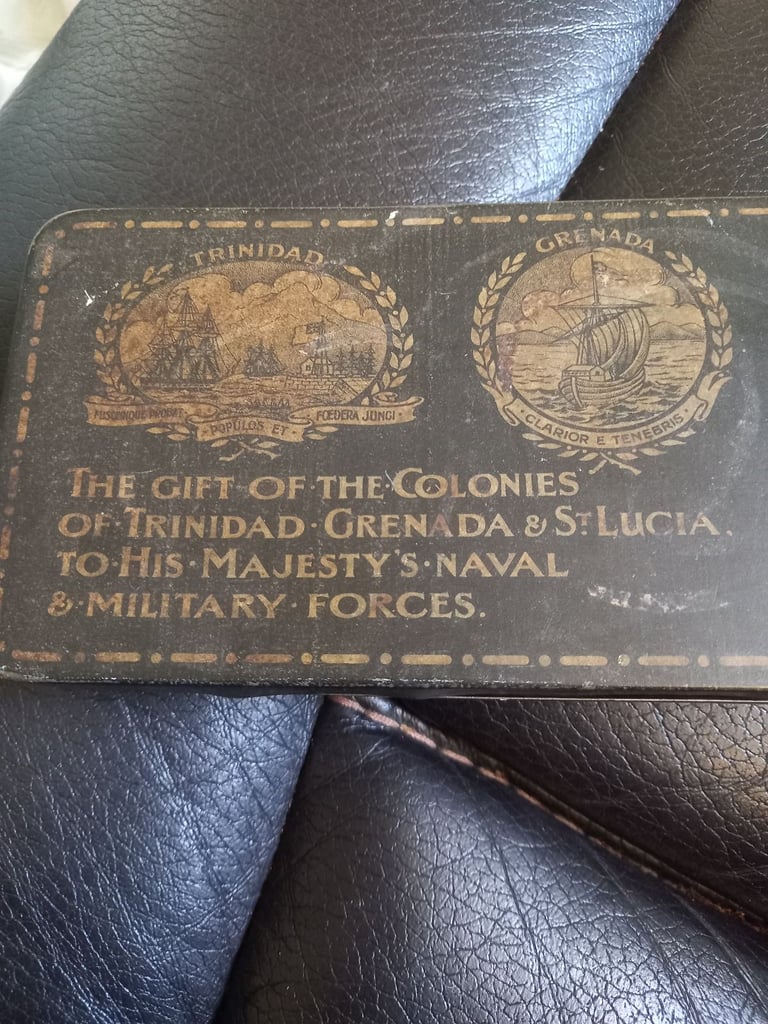 TRINIDAD
MISCERIQUE PROBAT
POPULOS ET
FŒDERA JUNGI
GRENADA
CLARIOR E TENEBRIS
THE GIFT OF THE COLONIES
OF TRINIDAD GRENADA & ST LUCIA,
TO HIS MAJESTY'S NAVAL
& MILITARY FORCES.